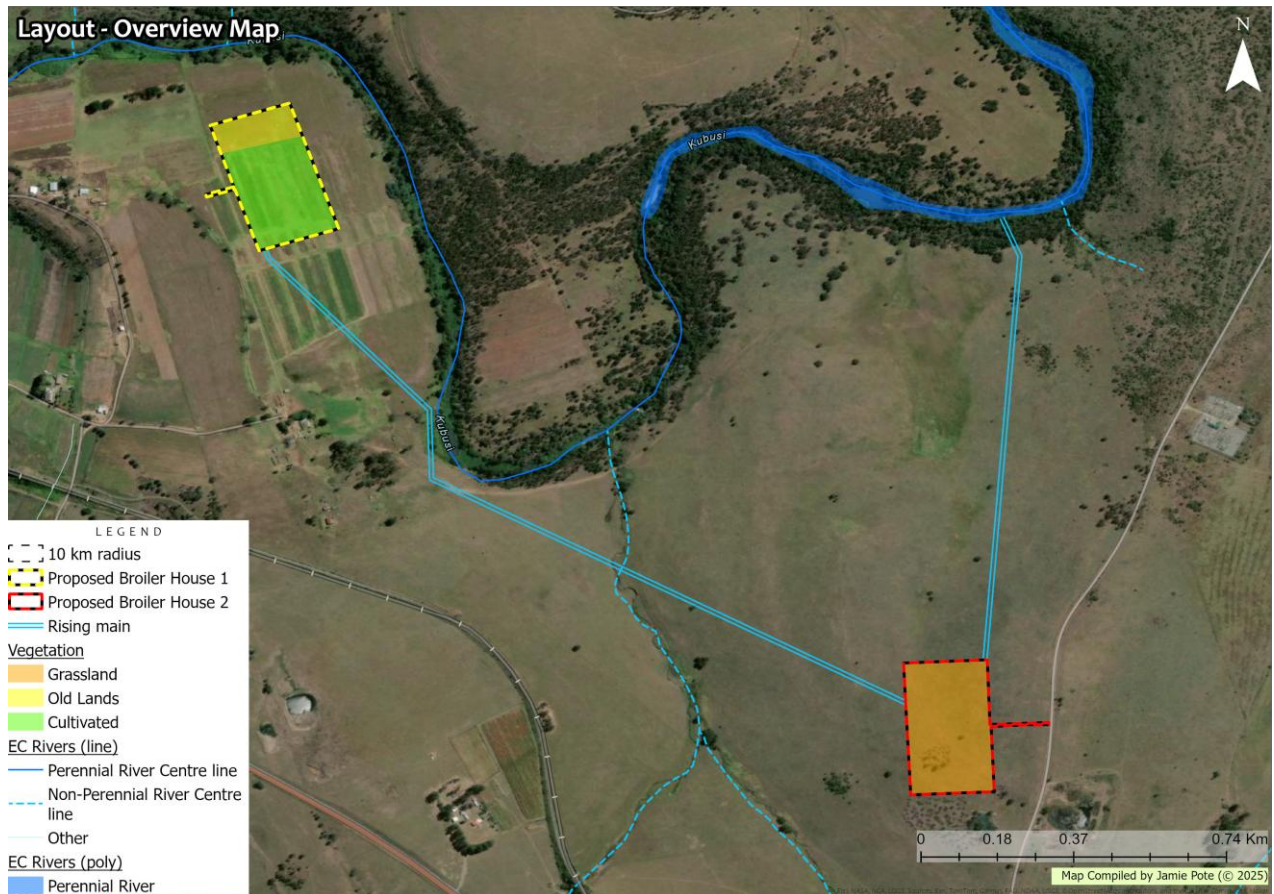 Layout - Overview Map
Kubusi
N
Kubusi
Kubusi
LEGEND
10 km radius
Proposed Broiler House 1
Proposed Broiler House 2
Rising main
Vegetation
Grassland
Old Lands
Cultivated
EC Rivers (line)
Perennial River Centre line
Non-Perennial River Centre
line
Other
EC Rivers (poly)
Perennial River
0 0.18 0.37 0.74 Km
Map Compiled by Jamie Pote (© 2025)